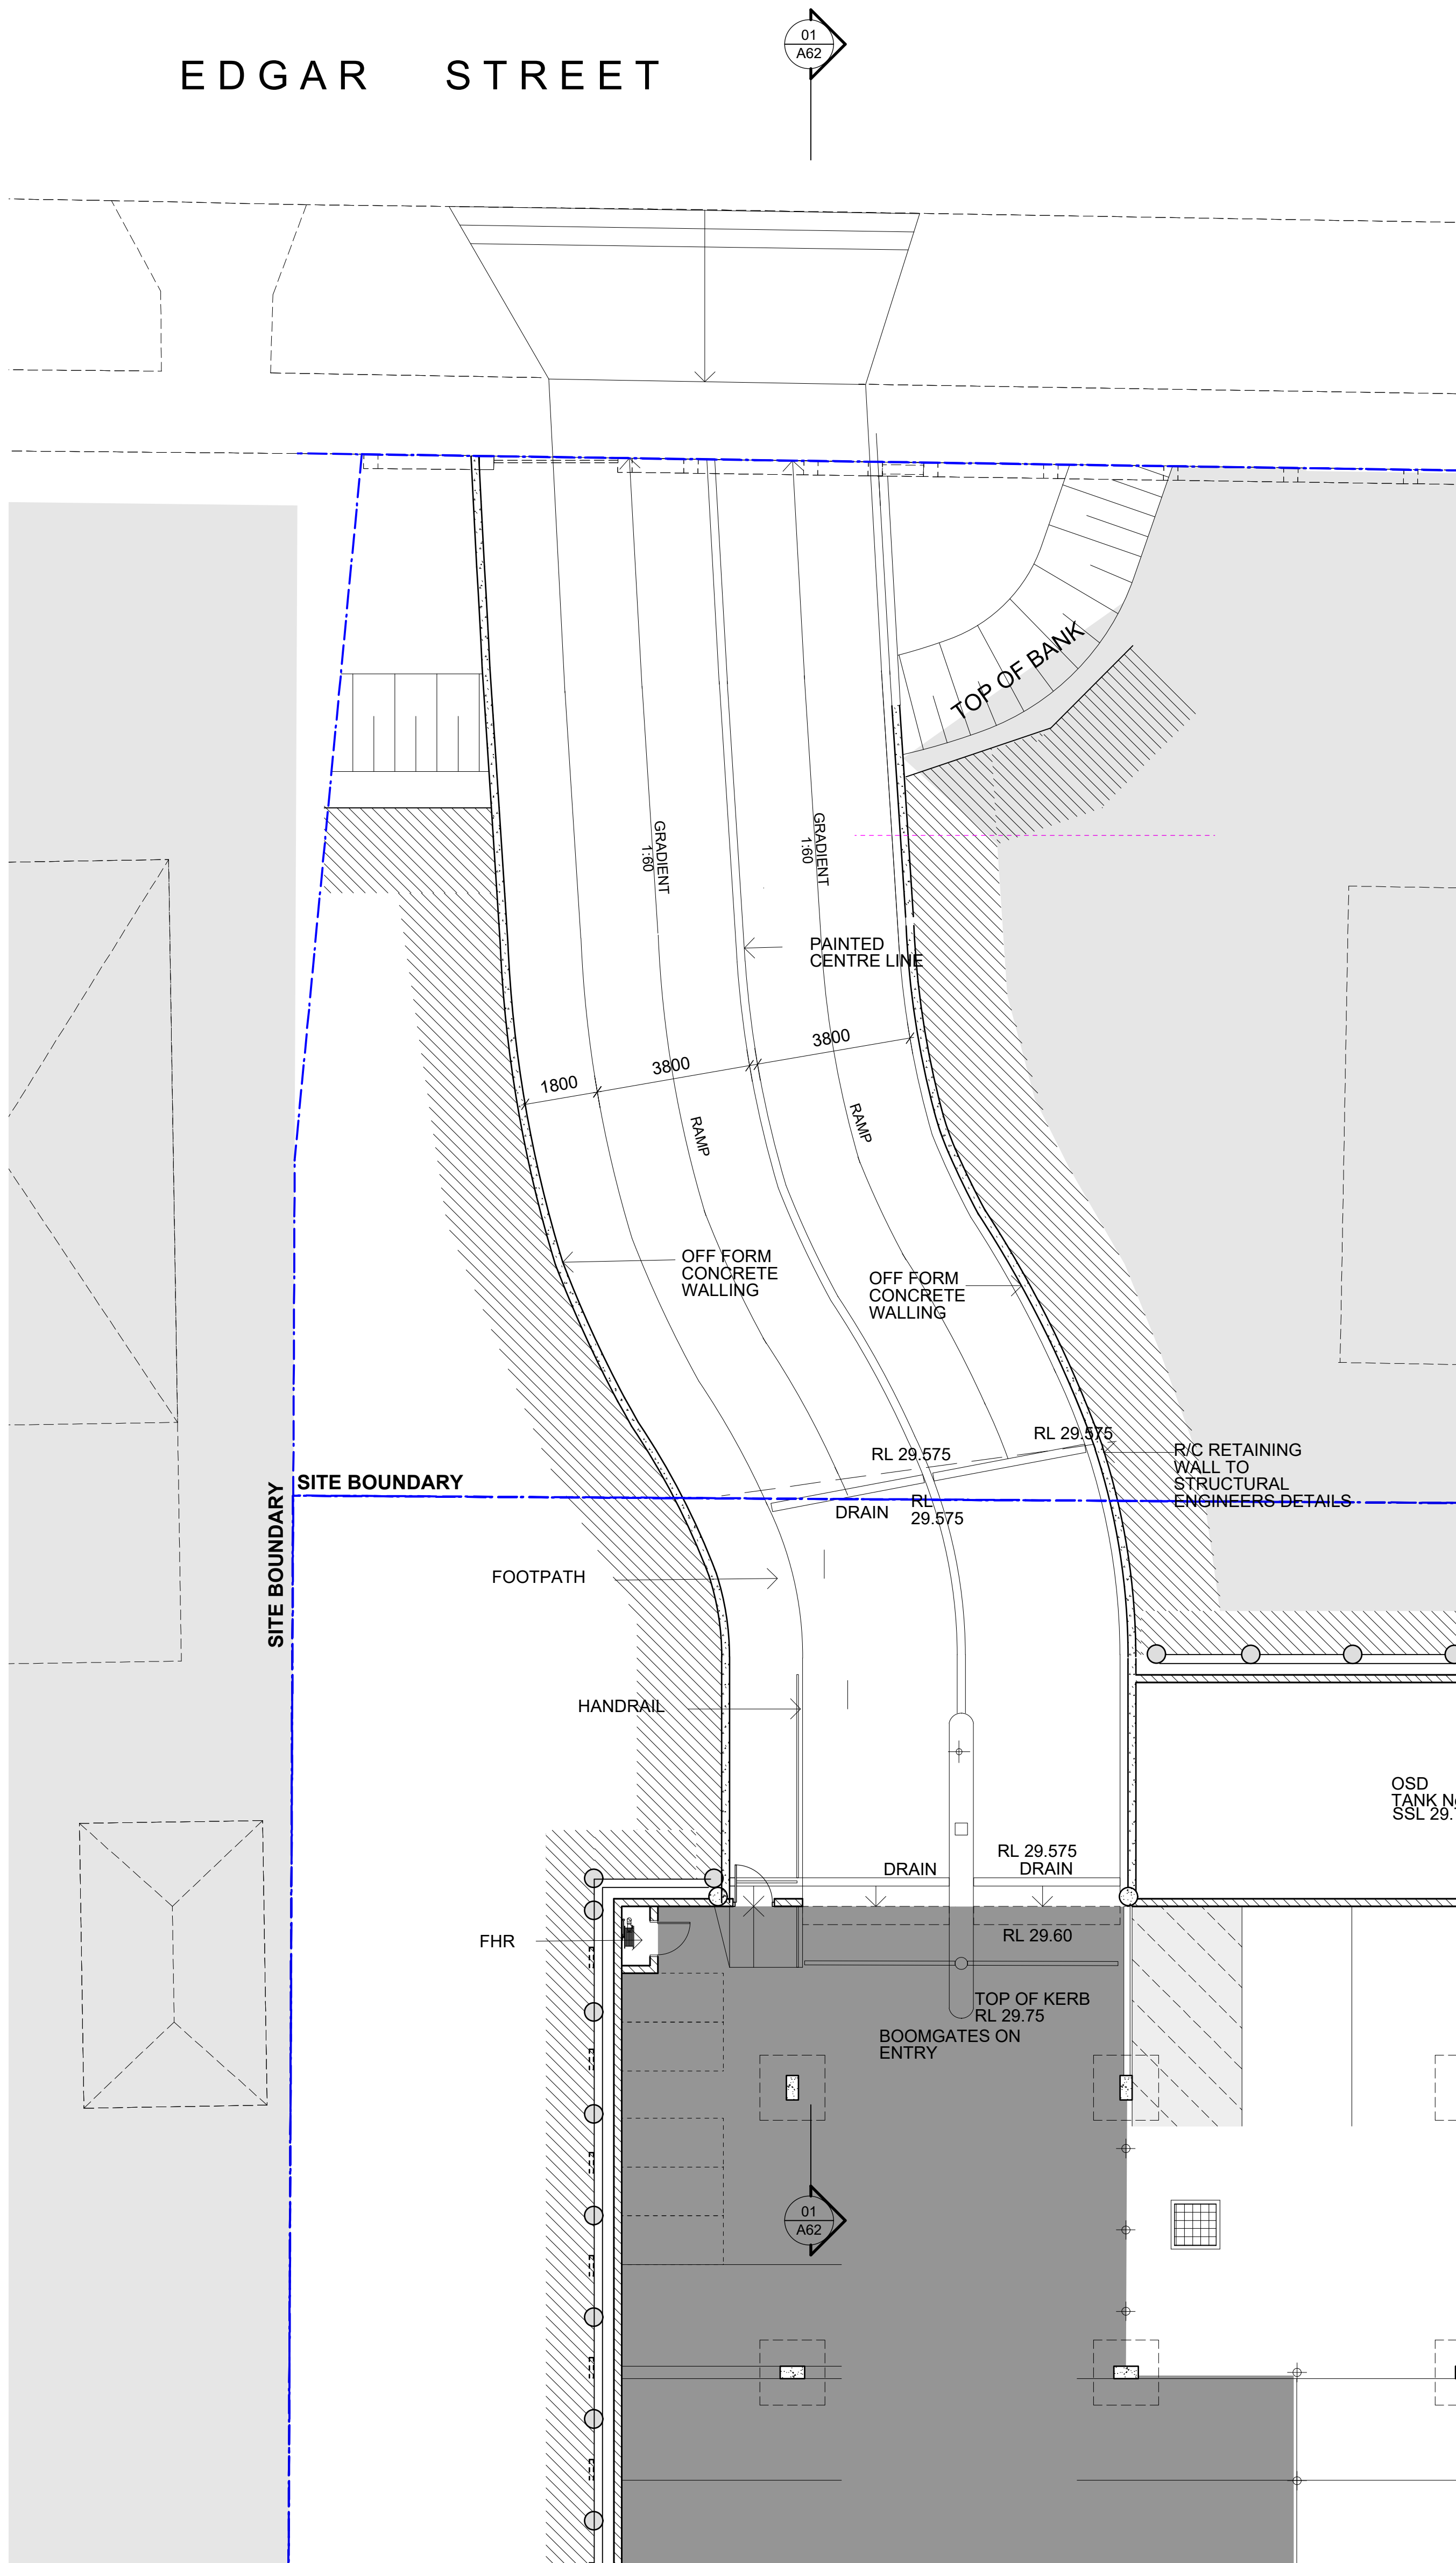 01
A62
EDGAR STREET
TOP OF BANK
GRADIENT
1:60
GRADIENT
1:60
PAINTED
CENTRE LINE
1800
3800
3800
RAMP
RAMP
OFF FORM
CONCRETE
WALLING
OFF FORM
CONCRETE
WALLING
RL 29.575
RL 29.575
R/C RETAINING
WALL TO
STRUCTURAL
ENGINEERS DETAILS
SITE BOUNDARY
SITE BOUNDARY
DRAIN
RL
29.575
FOOTPATH
HANDRAIL
OSD
TANK
SSL 29.
RL 29.575
DRAIN
DRAIN
FHR
RL 29.60
TOP OF KERB
RL 29.75
BOOMGATES ON
ENTRY
01
A62